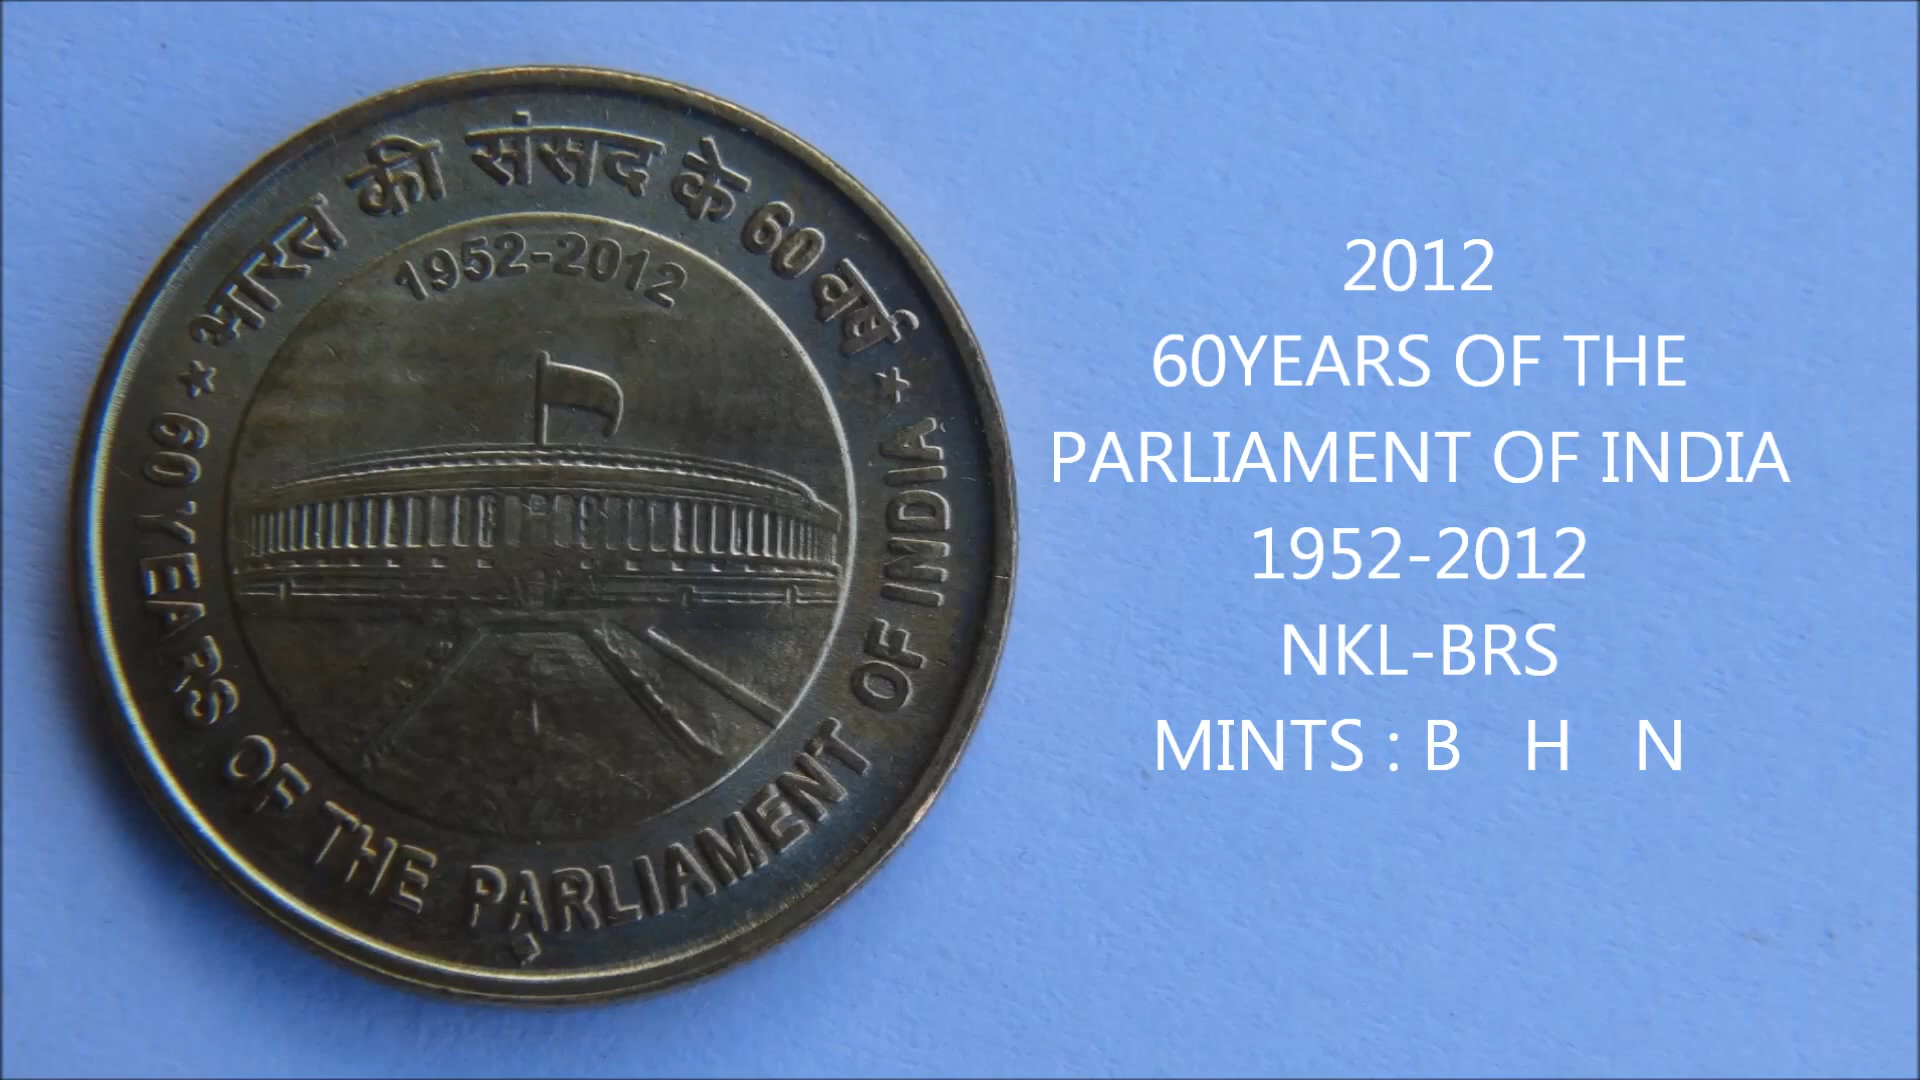 भारत की संसद के 60 वर्ष
1952-2012
★ 60 YEARS OF THE PARLIAMENT OF INDIA ★
2012
60YEARS OF THE
PARLIAMENT OF INDIA
1952-2012
NKL-BRS
MINTS : B H N